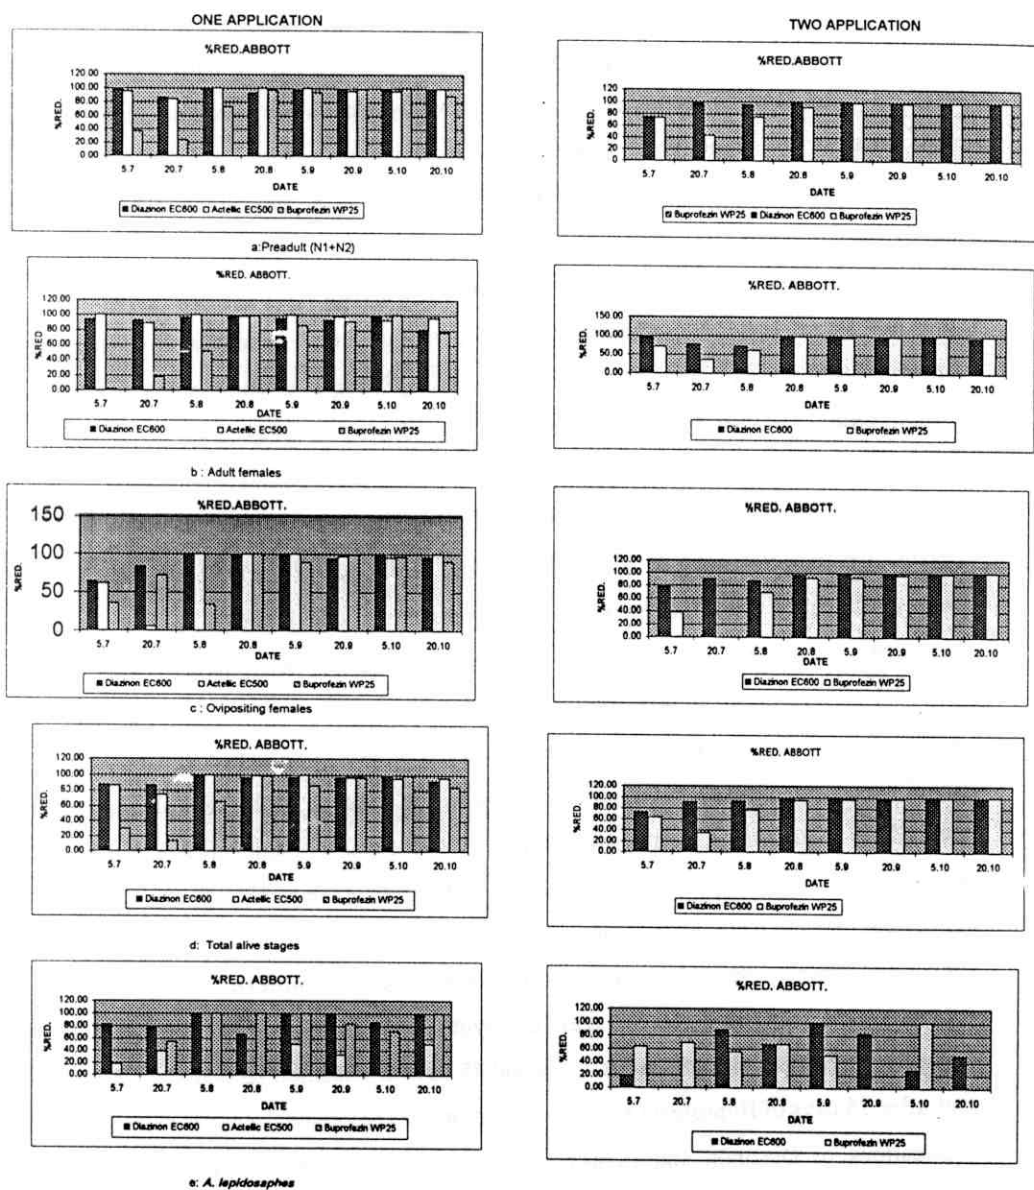 ONE APPLICATION
%RED.ABBOTT
120.00
100.00
80.00
60.00
40.00
20.00
0.00
%RED.
5.7 20.7 5.8 20.8 5.9 20.9 5.10 20.10
DATE
Diazinon EC600 Actellic EC500 Buprofezin WP25
a:Preadult (N1+N2)
%RED. ABBOTT.
120.00
100.00
80.00
60.00
40.00
20.00
0.00
%RED.
5.7 20.7 5.8 20.8 5.9 20.9 5.10 20.10
DATE
Diazinon EC600 Actellic EC500 Buprofezin WP25
b : Adult females
%RED.ABBOTT.
150
100
50
0
%RED.
5.7 20.7 5.8 20.8 5.9 20.9 5.10 20.10
DATE
Diazinon EC600 Actellic EC500 Buprofezin WP25
c : Ovipositing females
%RED. ABBOTT.
120.00
100.00
80.00
60.00
40.00
20.00
0.00
%RED.
5.7 20.7 5.8 20.8 5.9 20.9 5.10 20.10
DATE
Diazinon EC600 Actellic EC500 Buprofezin WP25
d: Total alive stages
%RED. ABBOTT.
120.00
100.00
80.00
60.00
40.00
20.00
0.00
%RED.
5.7 20.7 5.8 20.8 5.9 20.9 5.10 20.10
DATE
Diazinon EC600 Actellic EC500 Buprofezin WP25
e: A. lepidosaphes
TWO APPLICATION
%RED.ABBOTT
120
100
80
60
40
20
0
%RED.
5.7 20.7 5.8 20.8 5.9 20.9 5.10 20.10
DATE
Buprofezin WP25 Diazinon EC600 Buprofezin WP25
%RED. ABBOTT.
150.00
100.00
50.00
0.00
%RED.
5.7 20.7 5.8 20.8 5.9 20.9 5.10 20.10
DATE
Diazinon EC600 Buprofezin WP25
%RED. ABBOTT.
120.00
100.00
80.00
60.00
40.00
20.00
0.00
%RED.
5.7 20.7 5.8 20.8 5.9 20.9 5.10 20.10
DATE
Diazinon EC600 Buprofezin WP25
%RED. ABBOTT
120.00
100.00
80.00
60.00
40.00
20.00
0.00
%RED.
5.7 20.7 5.8 20.8 5.9 20.9 5.10 20.10
DATE
Diazinon EC600 Buprofezin WP25
%RED. ABBOTT.
120.00
100.00
80.00
60.00
40.00
20.00
0.00
%RED.
5.7 20.7 5.8 20.8 5.9 20.9 5.10 20.10
DATE
Diazinon EC600 Buprofezin WP25